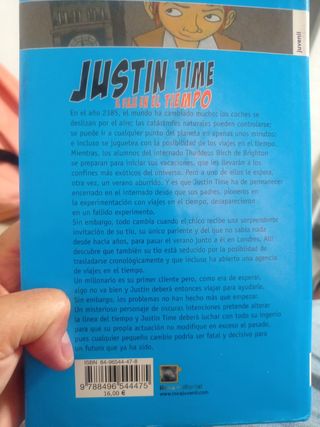 juvenil
JUSTIN TIME
EL VIAJE EN EL TIEMPO
En el año 2385, el mundo ha cambiado mucho: los coches se
deslizan por el aire; las catástrofes naturales pueden controlarse;
se puede ir a cualquier punto del planeta en apenas unos minutos;
e incluso se juguetea con la posibilidad de los viajes en el tiempo.
Mientras, los alumnos del internado Thaddeus Birch de Brighton
se preparan para iniciar sus vacaciones, que les llevarán a los
confines más exóticos del universo. Pero a uno de ellos le espera,
otra vez, un verano aburrido. Y es que Justin Time ha de permanecer
encerrado en el internado desde que sus padres, pioneros en
la experimentación con viajes en el tiempo, desaparecieron
en un fallido experimento.
Sin embargo, todo cambia cuando el chico recibe una sorprendente
invitación de su tío, su único pariente y del que no sabía nada
desde hacía años, para pasar el verano junto a él en Londres. Allí
descubre que también su tío está seducido por la posibilidad de
trasladarse cronológicamente y que incluso ha abierto una agencia
de viajes en el tiempo.
Un millonario es su primer cliente pero, como era de esperar,
algo no va bien y Justin deberá entonces viajar para ayudarle.
Sin embargo, los problemas no han hecho más que empezar.
Un misterioso personaje de oscuras intenciones pretende alterar
la línea del tiempo y Justin Time deberá luchar con todo su ingenio
para que su propia actuación no modifique en exceso el pasado,
pues cualquier pequeño cambio podría ser fatal y decisivo para
un futuro que ya ha sido.
ISBN: 84-96544-47-8
9 788496 544475
16,00 €